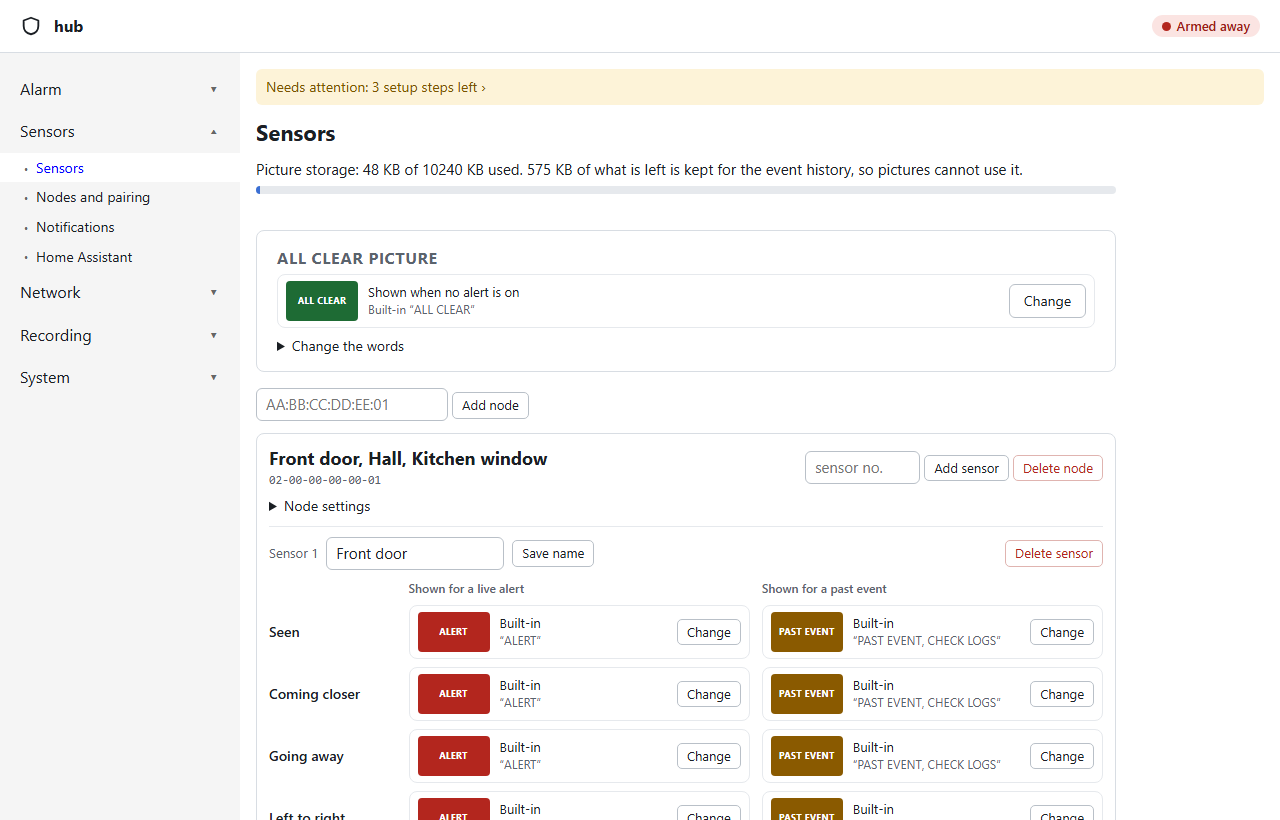 hub
Armed away
Alarm
Sensors
Sensors
Nodes and pairing
Notifications
Home Assistant
Network
Recording
System
Needs attention: 3 setup steps left ›
Sensors
Picture storage: 48 KB of 10240 KB used. 575 KB of what is left is kept for the event history, so pictures cannot use it.
ALL CLEAR PICTURE
ALL CLEAR
Shown when no alert is on
Built-in “ALL CLEAR”
Change
Change the words
AA:BB:CC:DD:EE:01
Add node
Front door, Hall, Kitchen window
02-00-00-00-00-01
sensor no.
Add sensor
Delete node
Node settings
Sensor 1
Front door
Save name
Delete sensor
Shown for a live alert
Shown for a past event
Seen
ALERT
Built-in
“ALERT”
Change
PAST EVENT
Built-in
“PAST EVENT, CHECK LOGS”
Change
Coming closer
ALERT
Built-in
“ALERT”
Change
PAST EVENT
Built-in
“PAST EVENT, CHECK LOGS”
Change
Going away
ALERT
Built-in
“ALERT”
Change
PAST EVENT
Built-in
“PAST EVENT, CHECK LOGS”
Change
Left to right
ALERT
Built-in
Change
PAST EVENT
Built-in
Change